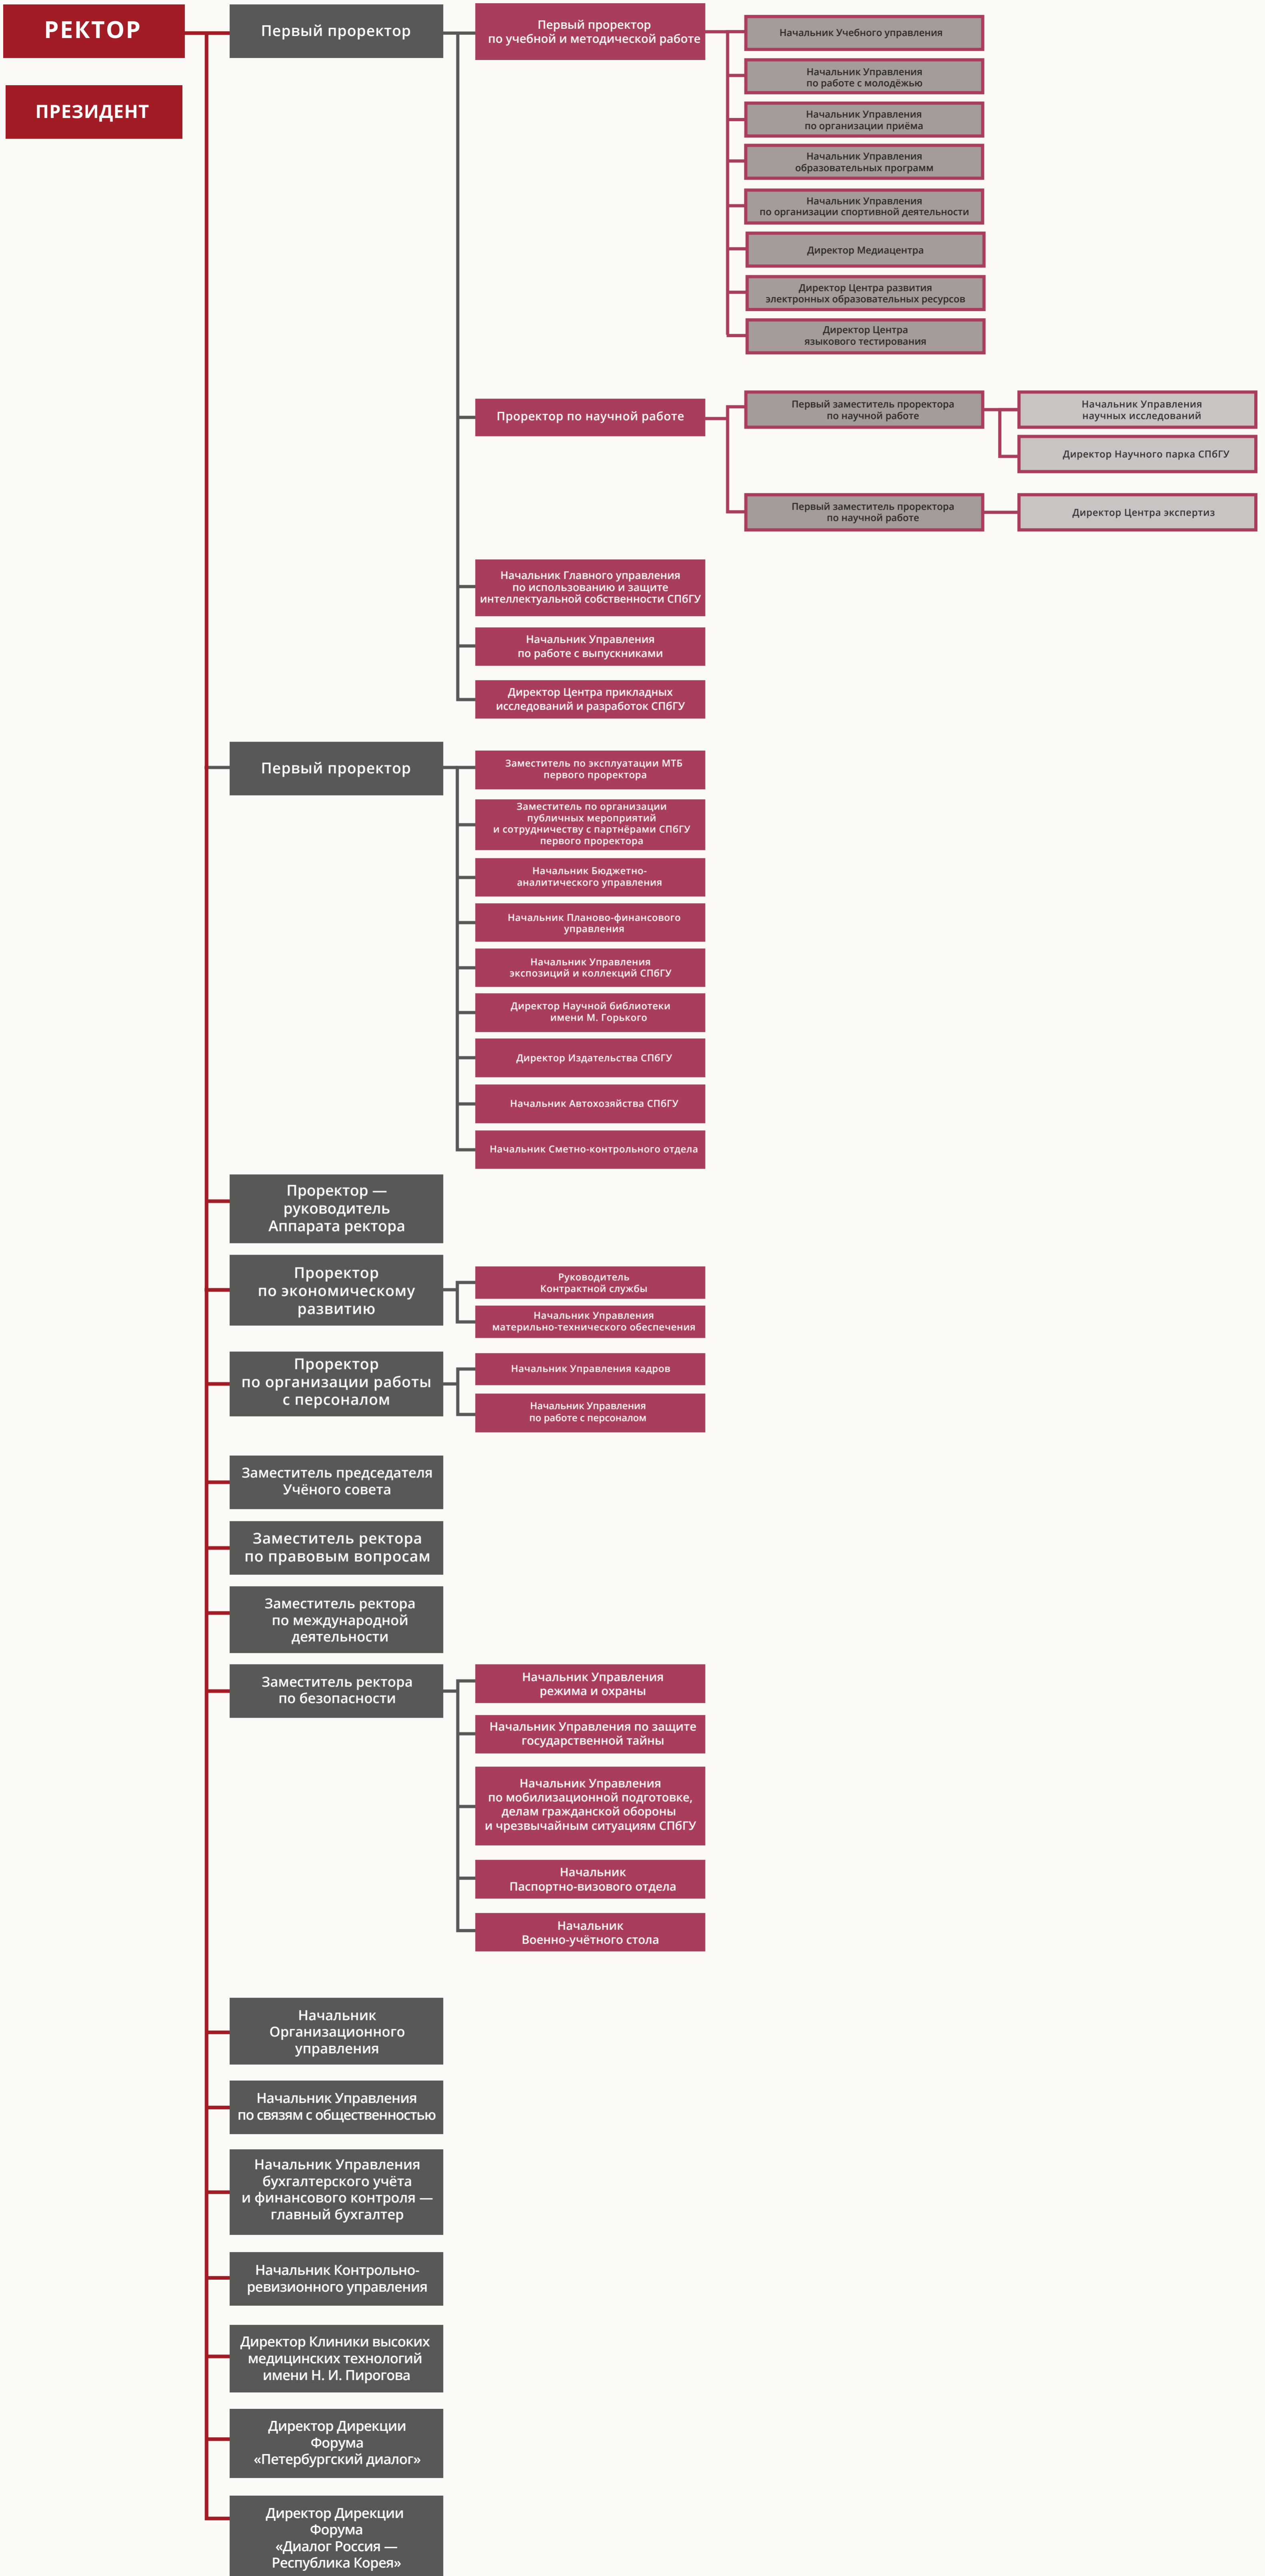 РЕКТОР
ПРЕЗИДЕНТ
Первый проректор
Первый проректор
по учебной и методической работе
Начальник Учебного управления
Начальник Управления
по работе с молодёжью
Начальник Управления
по организации приёма
Начальник Управления
образовательных программ
Начальник Управления
по организации спортивной деятельности
Директор Медиацентра
Директор Центра развития
электронных образовательных ресурсов
Директор Центра
языкового тестирования
Проректор по научной работе
Первый заместитель проректора
по научной работе
Начальник Управления
научных исследований
Директор Научного парка СПбГУ
Первый заместитель проректора
по научной работе
Директор Центра экспертиз
Начальник Главного управления
по использованию и защите
интеллектуальной собственности СПбГУ
Начальник Управления
по работе с выпускниками
Директор Центра прикладных
исследований и разработок СПбГУ
Первый проректор
Заместитель по эксплуатации МТБ
первого проректора
Заместитель по организации
публичных мероприятий
и сотрудничеству с партнёрами СПбГУ
первого проректора
Начальник Бюджетно-
аналитического управления
Начальник Планово-финансового
управления
Начальник Управления
экспозиций и коллекций СПбГУ
Директор Научной библиотеки
имени М. Горького
Директор Издательства СПбГУ
Начальник Автохозяйства СПбГУ
Начальник Сметно-контрольного отдела
Проректор —
руководитель
Аппарата ректора
Проректор
по экономическому
развитию
Руководитель
Контрактной службы
Начальник Управления
материльно-технического обеспечения
Проректор
по организации работы
с персоналом
Начальник Управления кадров
Начальник Управления
по работе с персоналом
Заместитель председателя
Учёного совета
Заместитель ректора
по правовым вопросам
Заместитель ректора
по международной
деятельности
Заместитель ректора
по безопасности
Начальник Управления
режима и охраны
Начальник Управления по защите
государственной тайны
Начальник Управления
по мобилизационной подготовке,
делам гражданской обороны
и чрезвычайным ситуациям СПбГУ
Начальник
Паспортно-визового отдела
Начальник
Военно-учётного стола
Начальник
Организационного
управления
Начальник Управления
по связям с общественностью
Начальник Управления
бухгалтерского учёта
и финансового контроля —
главный бухгалтер
Начальник Контрольно-
ревизионного управления
Директор Клиники высоких
медицинских технологий
имени Н. И. Пирогова
Директор Дирекции
Форума
«Петербургский диалог»
Директор Дирекции
Форума
«Диалог Россия —
Республика Корея»